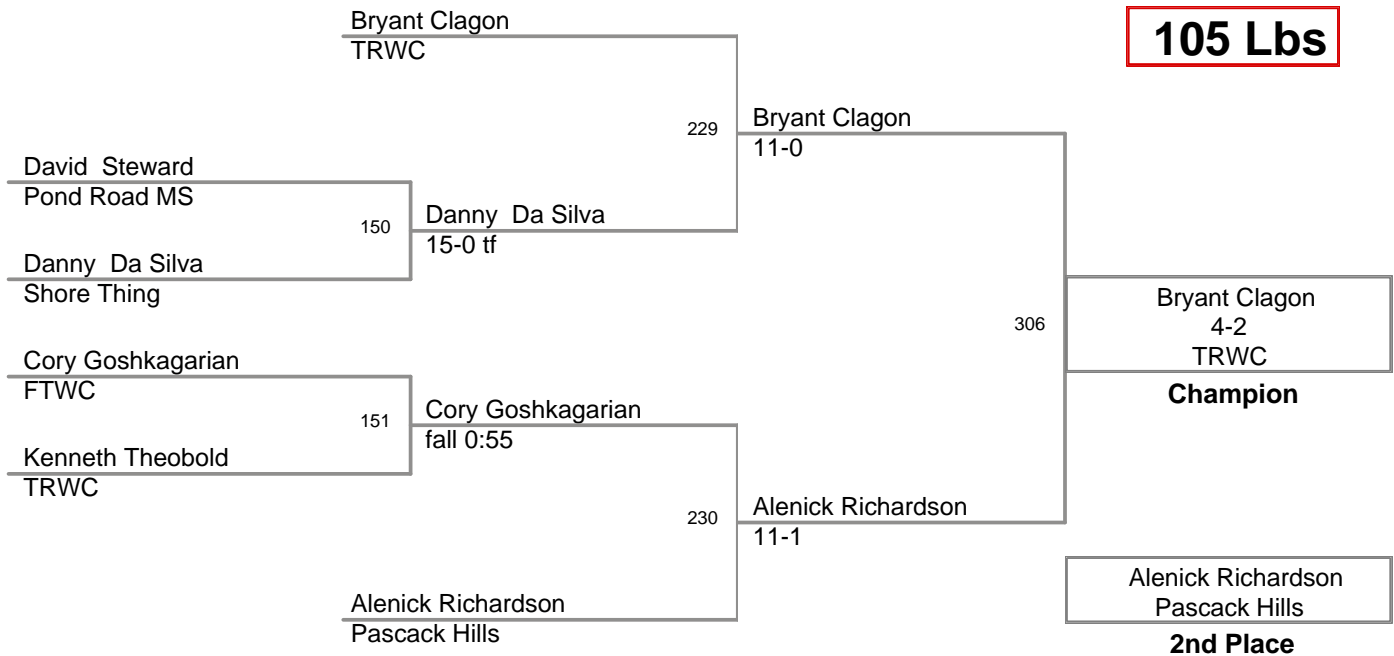 Bryant Clagon
TRWC
105 Lbs
229
Bryant Clagon
11-0
David  Steward
Pond Road MS
150
Danny  Da Silva
15-0 tf
Danny  Da Silva
Shore Thing
306
Bryant Clagon
4-2
TRWC
Champion
Cory Goshkagarian
FTWC
151
Cory Goshkagarian
fall 0:55
Kenneth Theobold
TRWC
230
Alenick Richardson
11-1
Alenick Richardson
Pascack Hills
Alenick Richardson
Pascack Hills
2nd Place